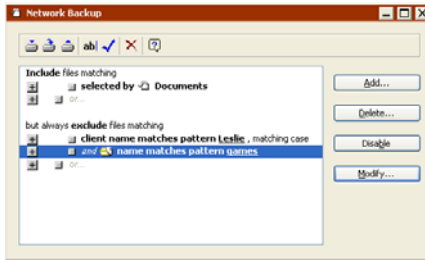 Network Backup
ab|
Include files matching
selected by Documents
or...
but always exclude files matching
client name matches pattern Leslie , matching case
and name matches pattern games
or...
Add...
Delete...
Disable
Modify...